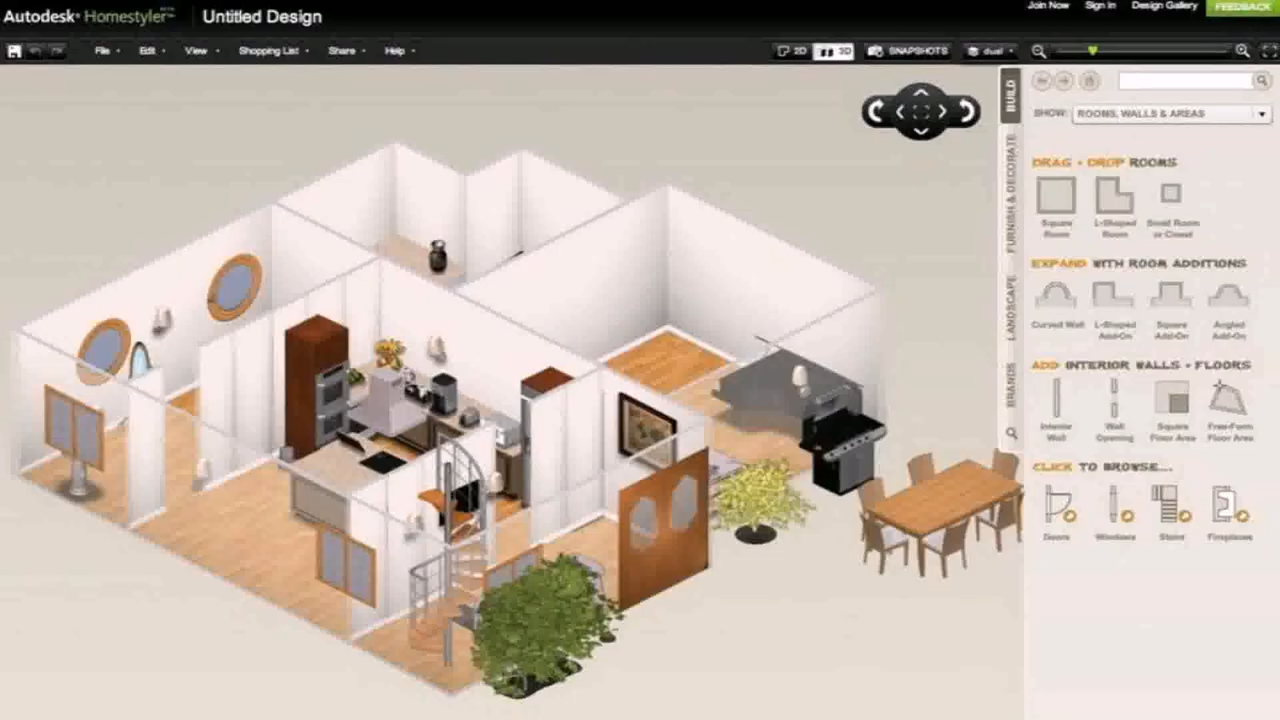 Autodesk® Homestyler™ BETA
Untitled Design
Join Now Sign In Design Gallery FEEDBACK
File Edit View Shopping List Share Help
2D 3D SNAPSHOTS dual
BUILD
FURNISH & DECORATE
LANDSCAPE
BRANDS
SHOW: ROOMS, WALLS & AREAS
DRAG + DROP ROOMS
Square Room
L-Shaped Room
Small Room or Closet
EXPAND WITH ROOM ADDITIONS
Curved Wall
L-Shaped Add-On
Square Add-On
Angled Add-On
ADD INTERIOR WALLS + FLOORS
Interior Wall
Wall Opening
Square Floor Area
Free-Form Floor Area
CLICK TO BROWSE...
Doors
Windows
Stairs
Fireplaces